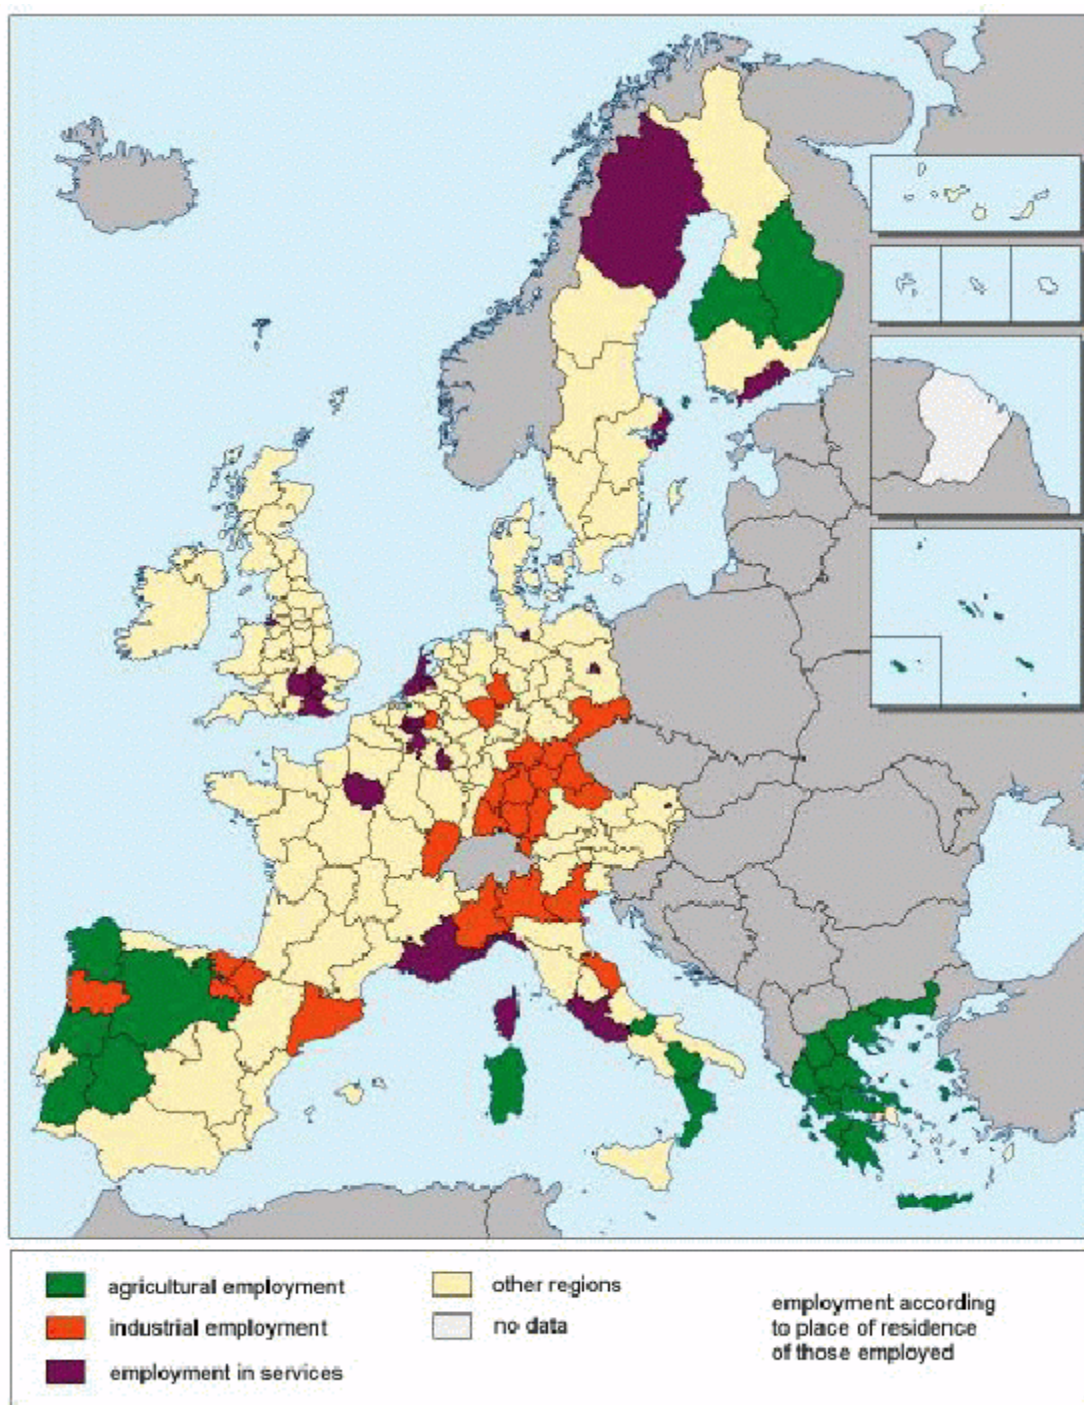 agricultural employment
industrial employment
employment in services
other regions
no data
employment according
to place of residence
of those employed